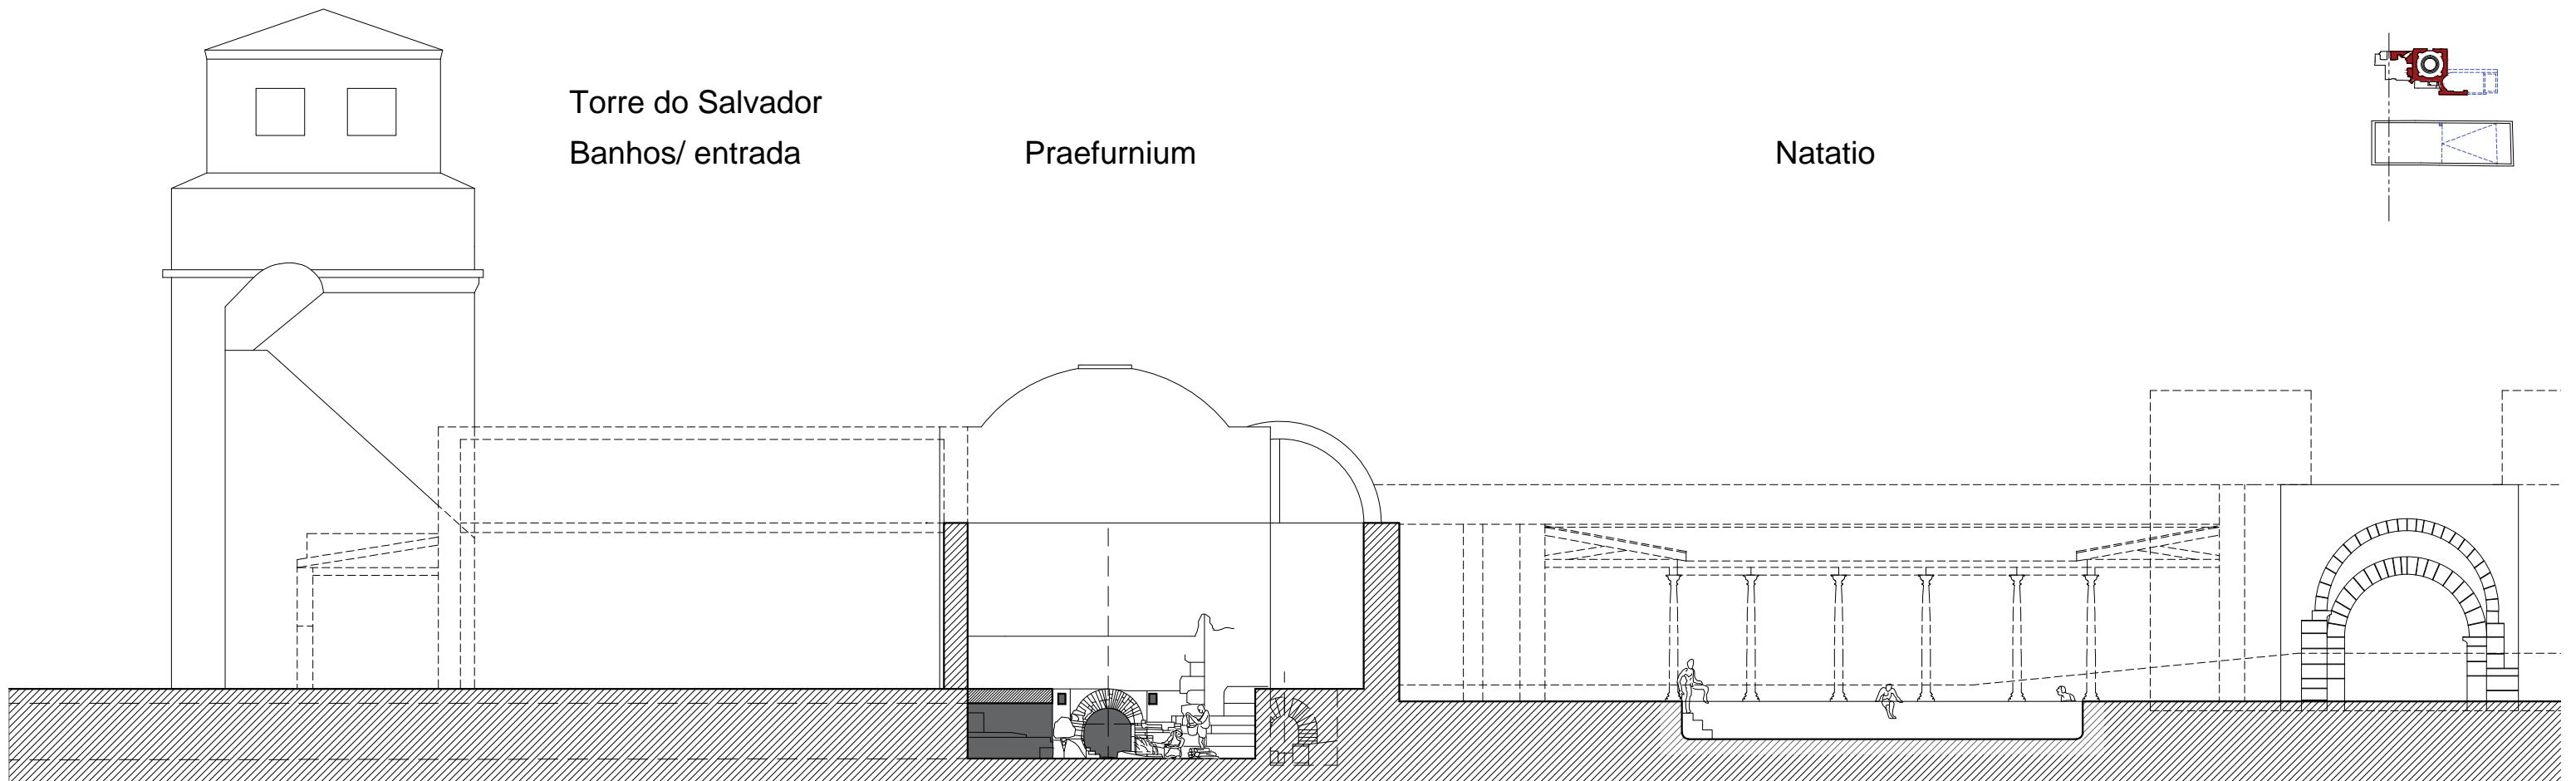 Torre do Salvador
Banhos/ entrada
Praefurnium
Natatio